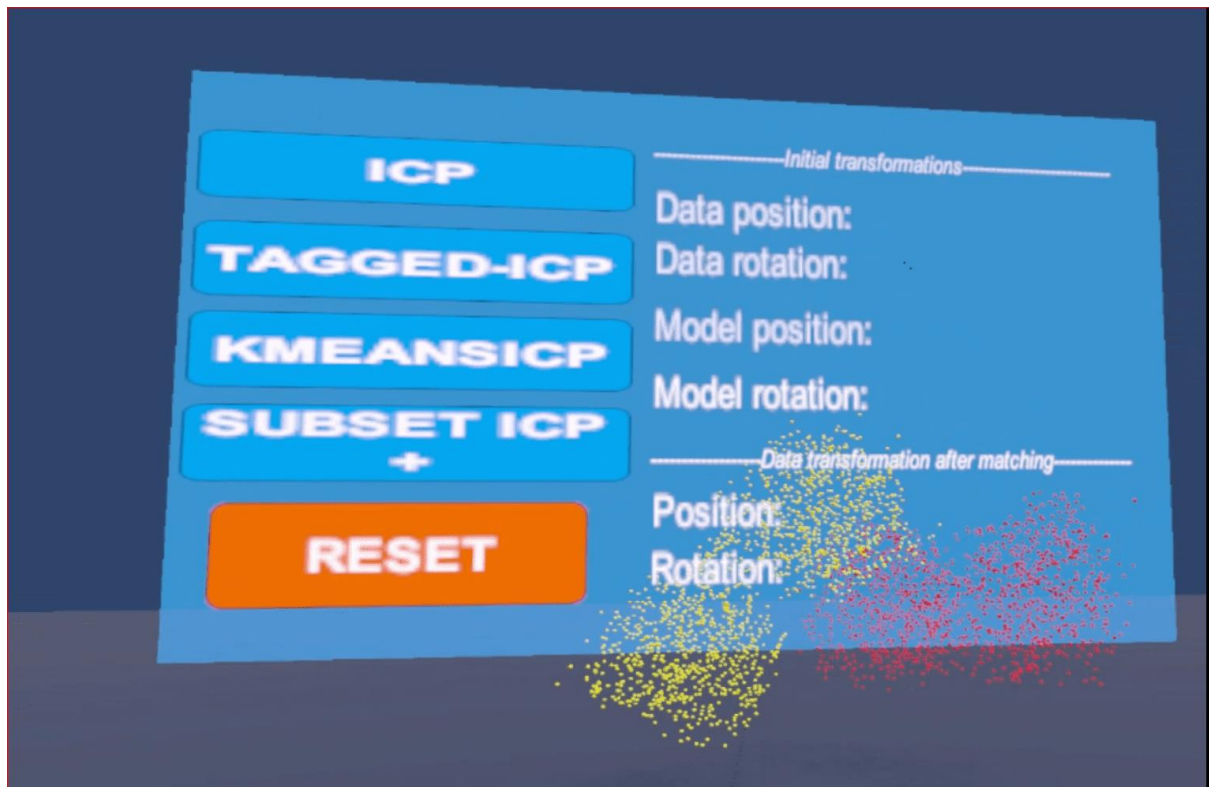 ICP
TAGGED-ICP
KMEANSICP
SUBSET ICP
+
RESET
Initial transformations
Data position:
Data rotation:
Model position:
Model rotation:
Data transformation after matching
Position:
Rotation: